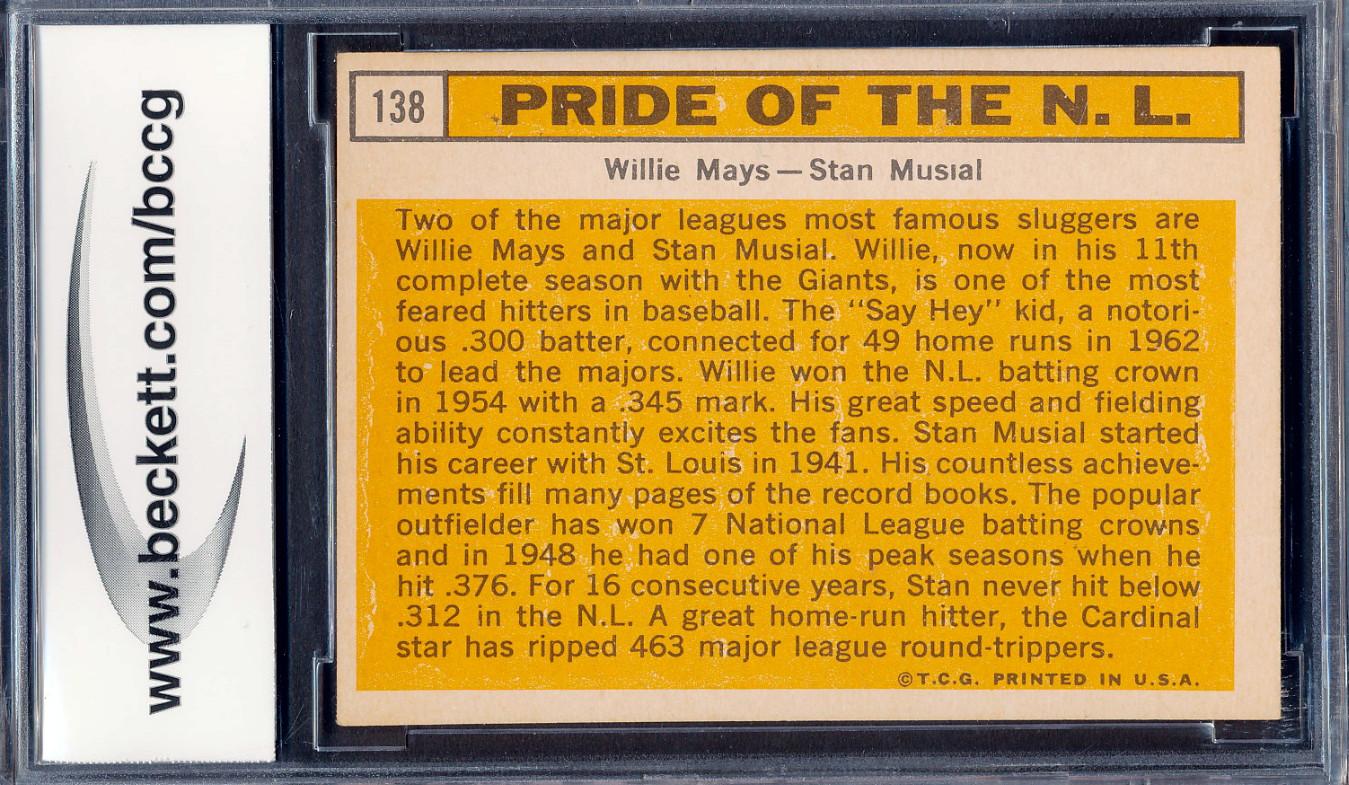 www.beckett.com/bccg
138
PRIDE OF THE N. L.
Willie Mays — Stan Musial
Two of the major leagues most famous sluggers are
Willie Mays and Stan Musial. Willie, now in his 11th
complete season with the Giants, is one of the most
feared hitters in baseball. The "Say Hey" kid, a notori-
ous .300 batter, connected for 49 home runs in 1962
to lead the majors. Willie won the N.L. batting crown
in 1954 with a .345 mark. His great speed and fielding
ability constantly excites the fans. Stan Musial started
his career with St. Louis in 1941. His countless achieve-
ments fill many pages of the record books. The popular
outfielder has won 7 National League batting crowns
and in 1948 he had one of his peak seasons when he
hit .376. For 16 consecutive years, Stan never hit below
.312 in the N.L. A great home-run hitter, the Cardinal
star has ripped 463 major league round-trippers.
©T.C.G. PRINTED IN U.S.A.